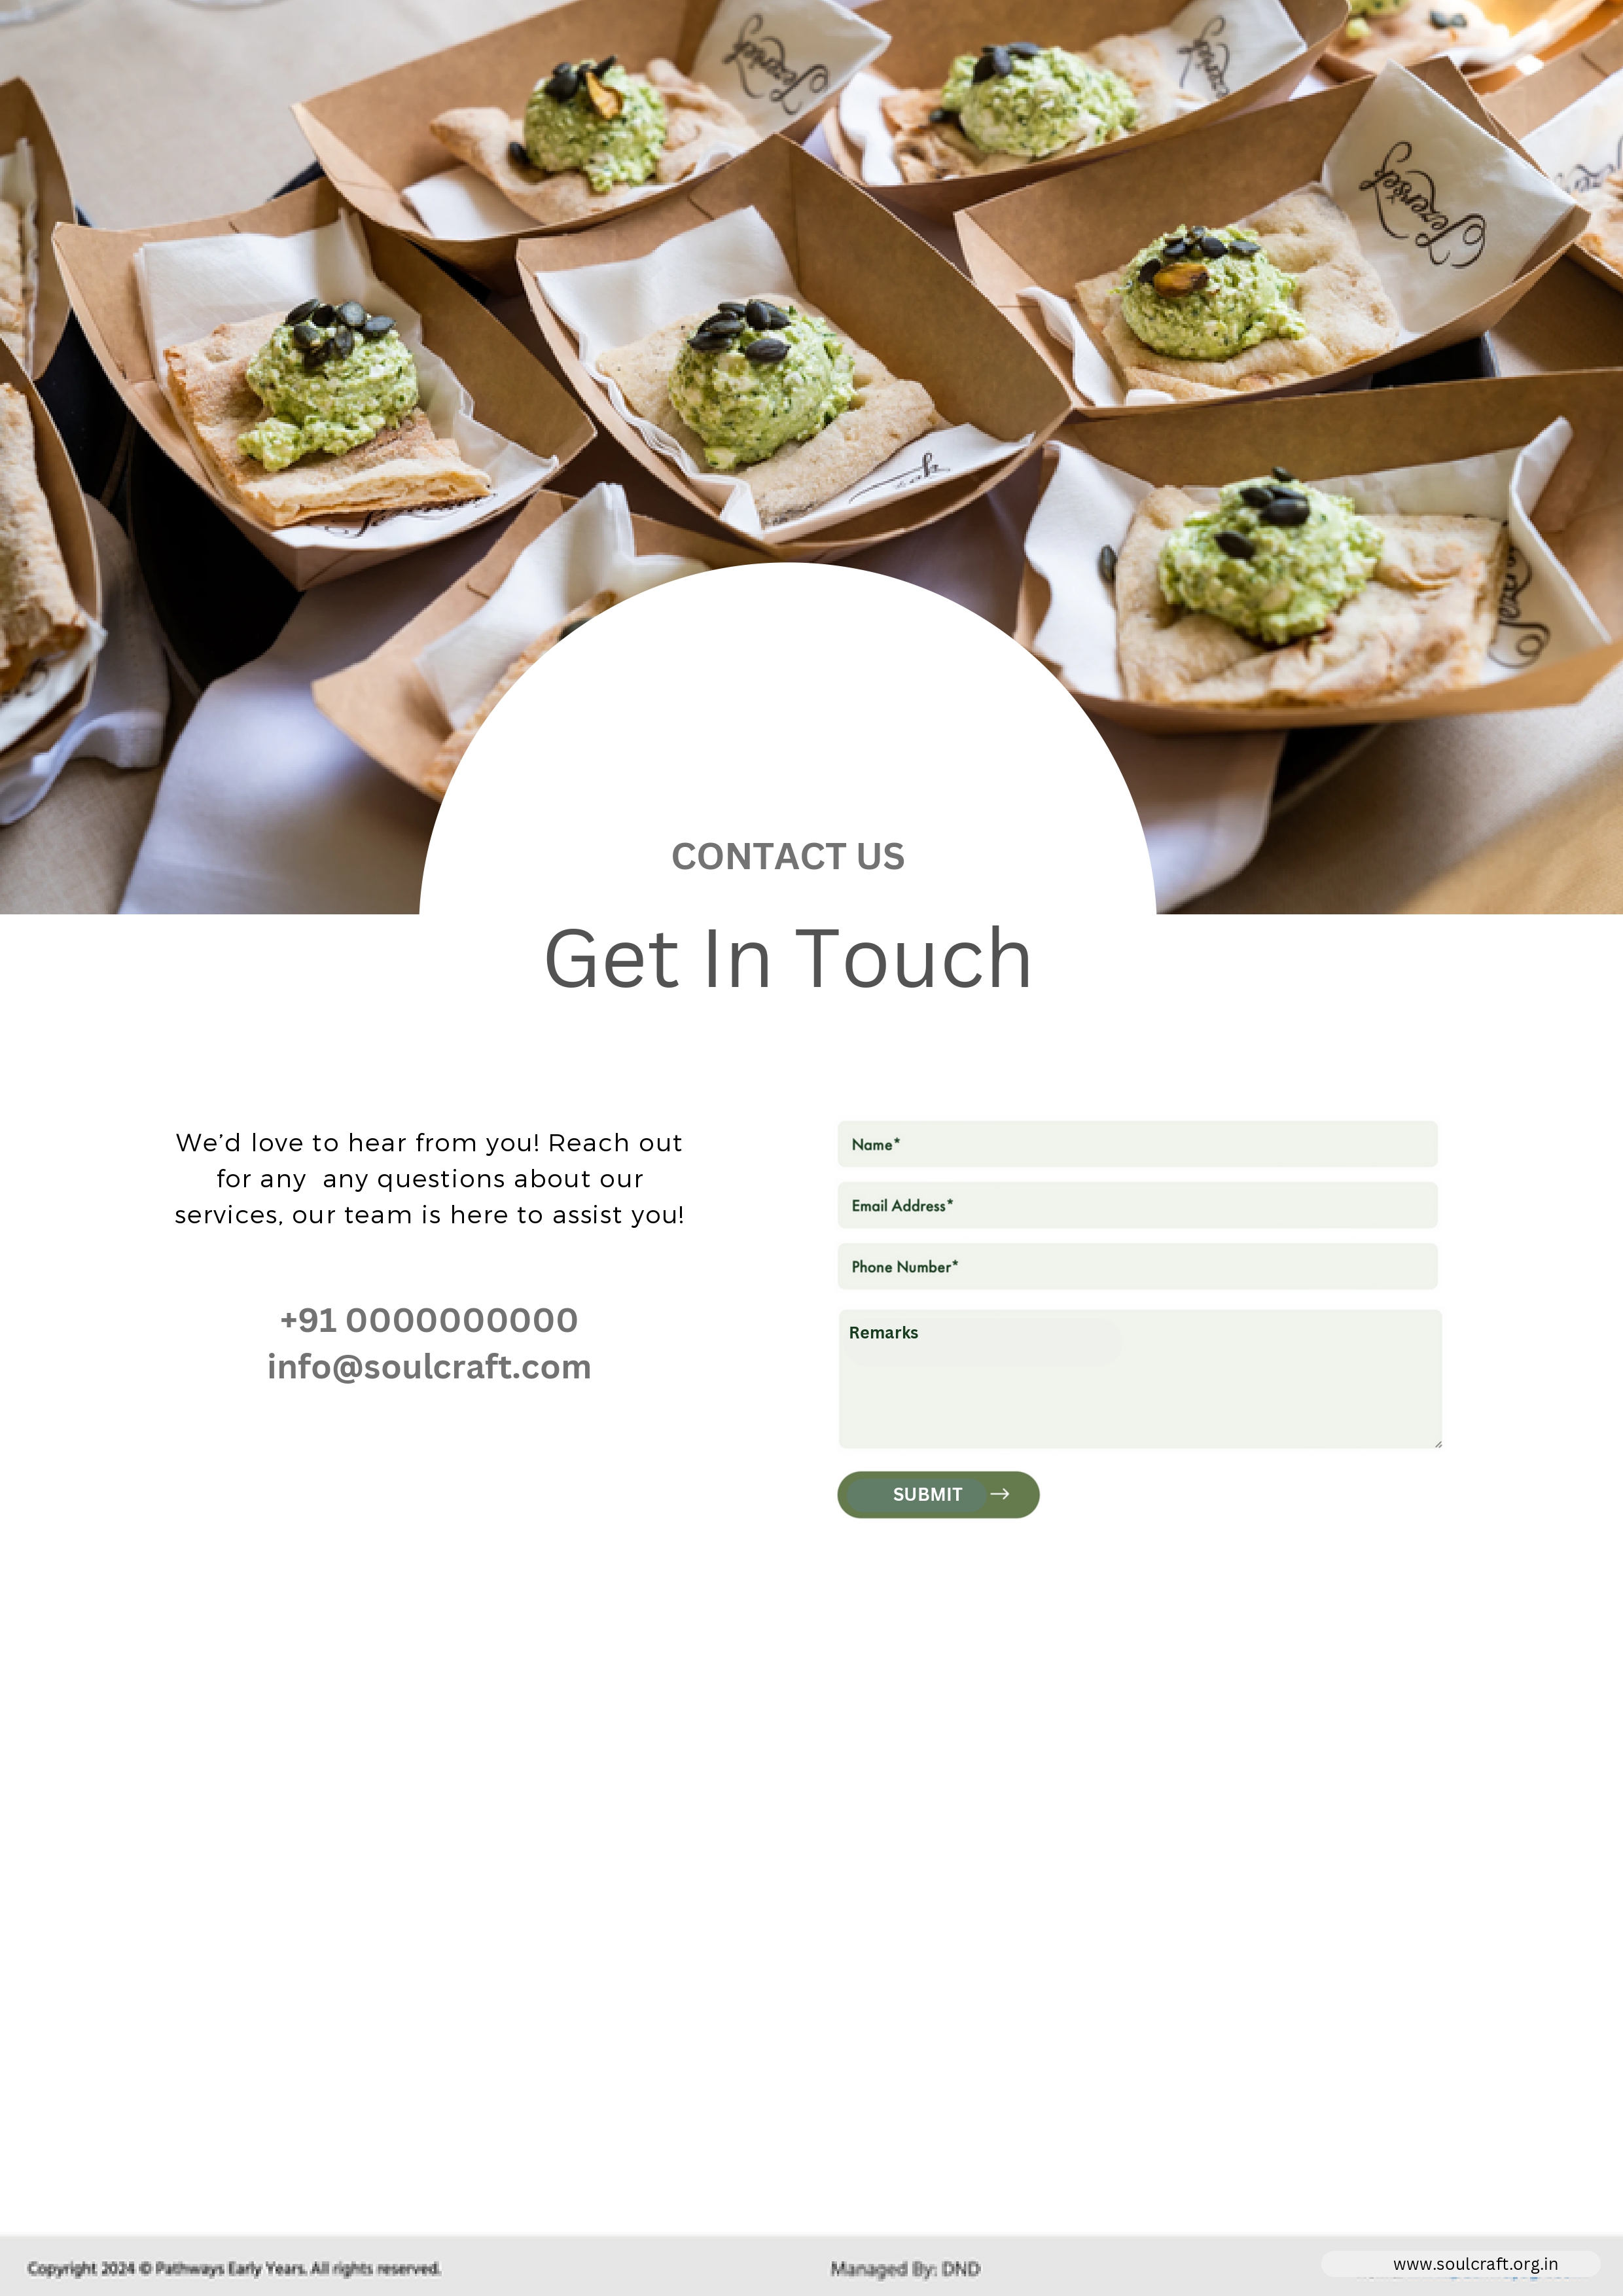 Jezersek
Jezersek
CONTACT US
Get In Touch
We’d love to hear from you! Reach out
for any  any questions about our
services, our team is here to assist you!
+91 0000000000
info@soulcraft.com
Name*
Email Address*
Phone Number*
Remarks
SUBMIT →
Copyright 2024 © Pathways Early Years. All rights reserved.
Managed By: DND
www.soulcraft.org.in